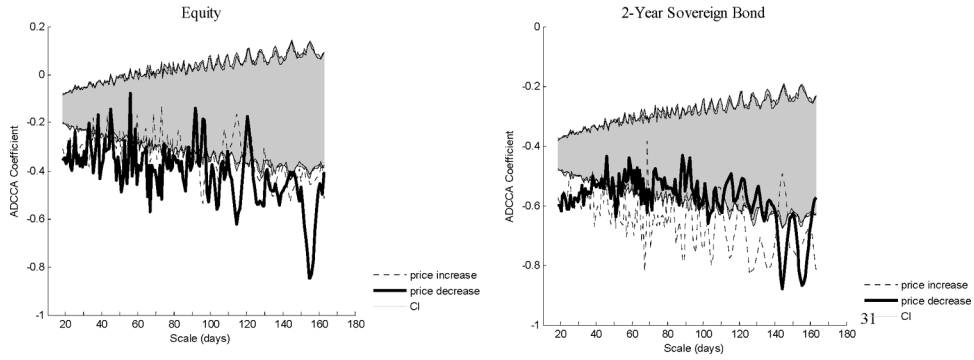 Equity
0.2
0
-0.2
-0.4
-0.6
-0.8
-1
ADCCA Coefficient
20 40 60 80 100 120 140 160 180
Scale (days)
price increase
price decrease
CI
2-Year Sovereign Bond
0
-0.2
-0.4
-0.6
-0.8
-1
ADCCA Coefficient
20 40 60 80 100 120 140 160 180
Scale (days)
price increase
price decrease
31 CI